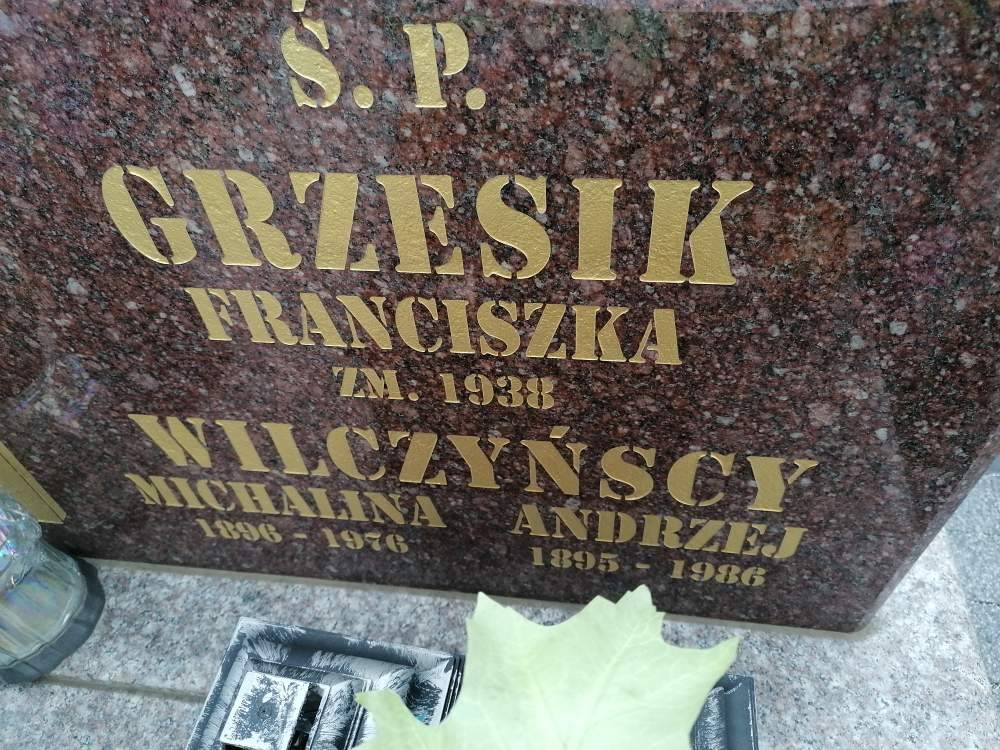 Ś. P.
GRZESIK
FRANCISZKA
ZM. 1938
WILCZYŃSCY
MICHALINA ANDRZEJ
1896 - 1976 1895 - 1986